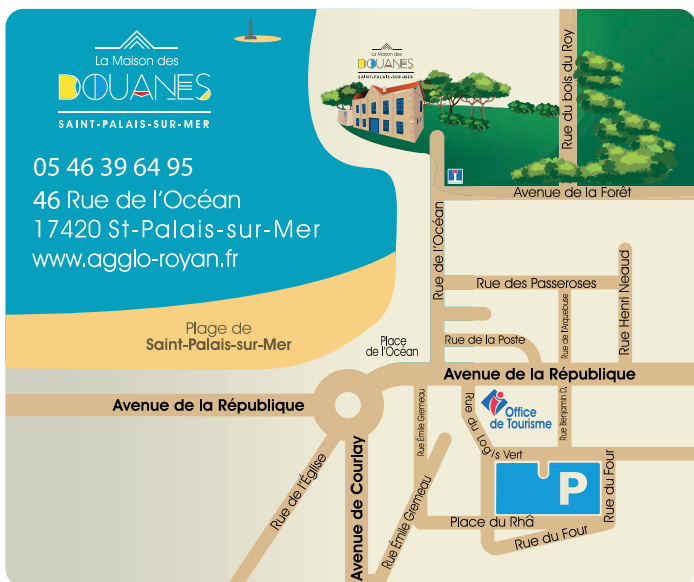 La Maison des
DOUANES
SAINT-PALAIS-SUR-MER
05 46 39 64 95
46 Rue de l'Océan
17420 St-Palais-sur-Mer
www.agglo-royan.fr
La Maison des
DOUANES
SAINT-PALAIS-SUR-MER
Rue du bois du Roy
i
Avenue de la Forêt
Rue de l'Océan
Rue des Passeroses
Rue Henri Neaud
Rue de l'Arquebuse
Plage de
Saint-Palais-sur-Mer
Place
de l'Océan
Rue de la Poste
Avenue de la République
Avenue de la République
Office
de Tourisme
Rue Émile Gierneau
Rue du Logis Vert
Rue Benjamin D.
Rue de l'Église
Avenue de Courlay
Rue Émile Gierneau
P
Rue du Four
Place du Rhâ
Rue du Four